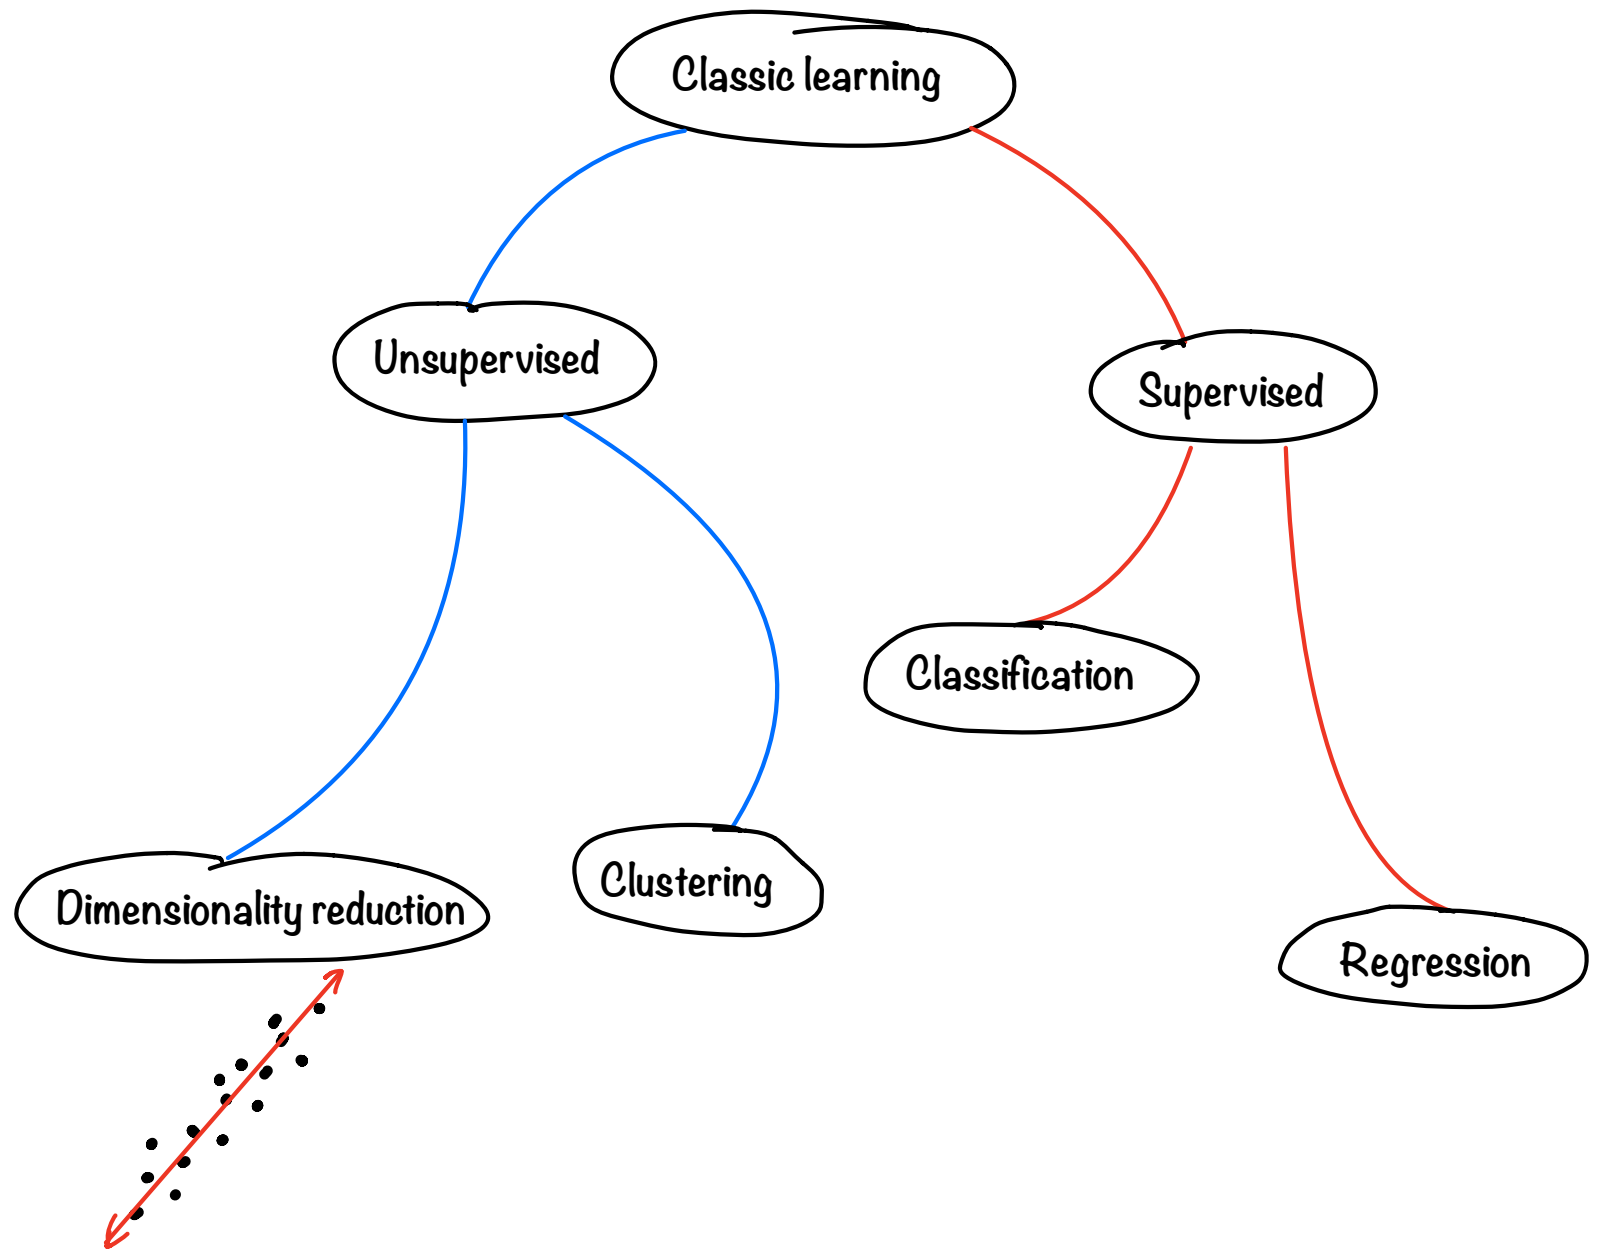 Classic learning
Unsupervised
Supervised
Classification
Clustering
Dimensionality reduction
Regression